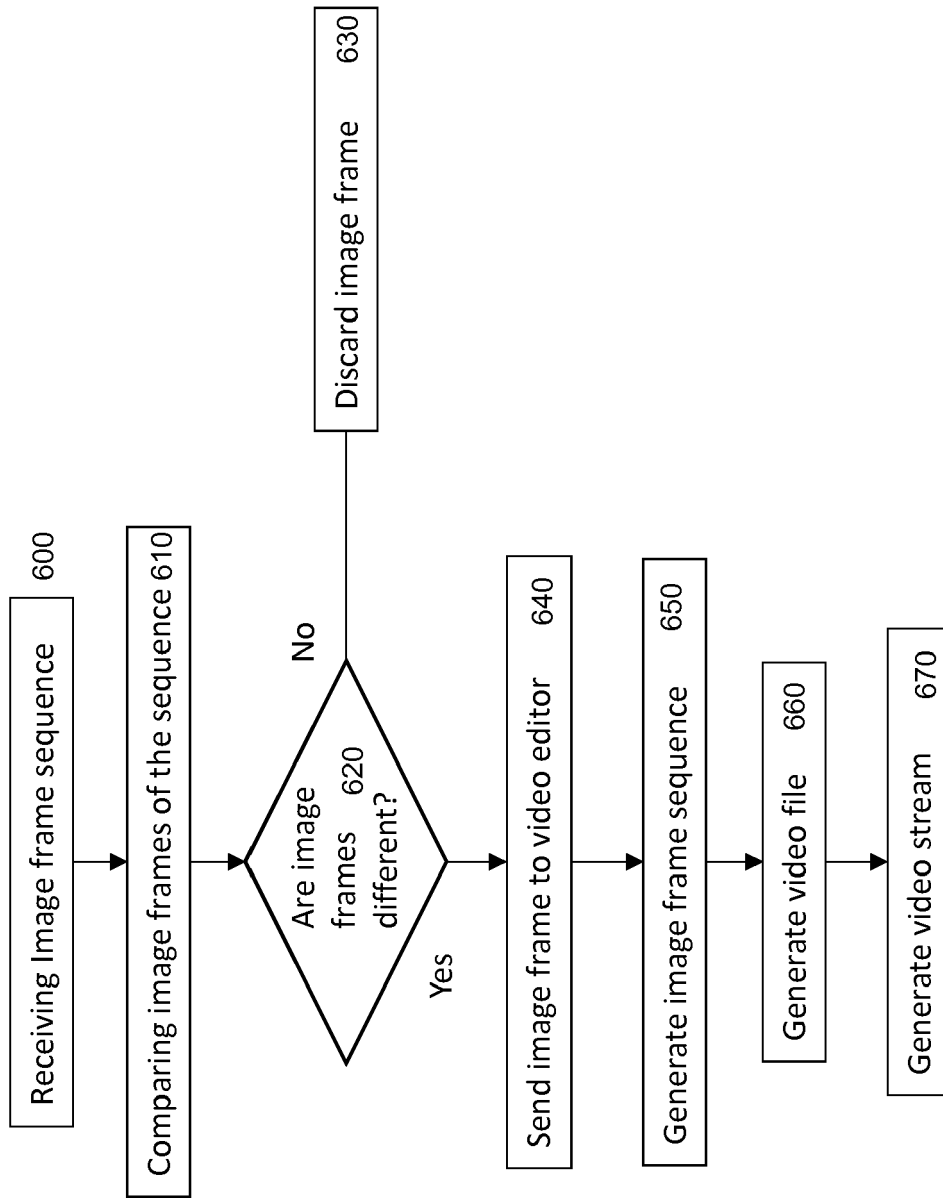 Receiving Image frame sequence 600
Comparing image frames of the sequence 610
Are image
frames 620
different?
No
Discard image frame 630
Yes
Send image frame to video editor 640
Generate image frame sequence 650
Generate video file 660
Generate video stream 670